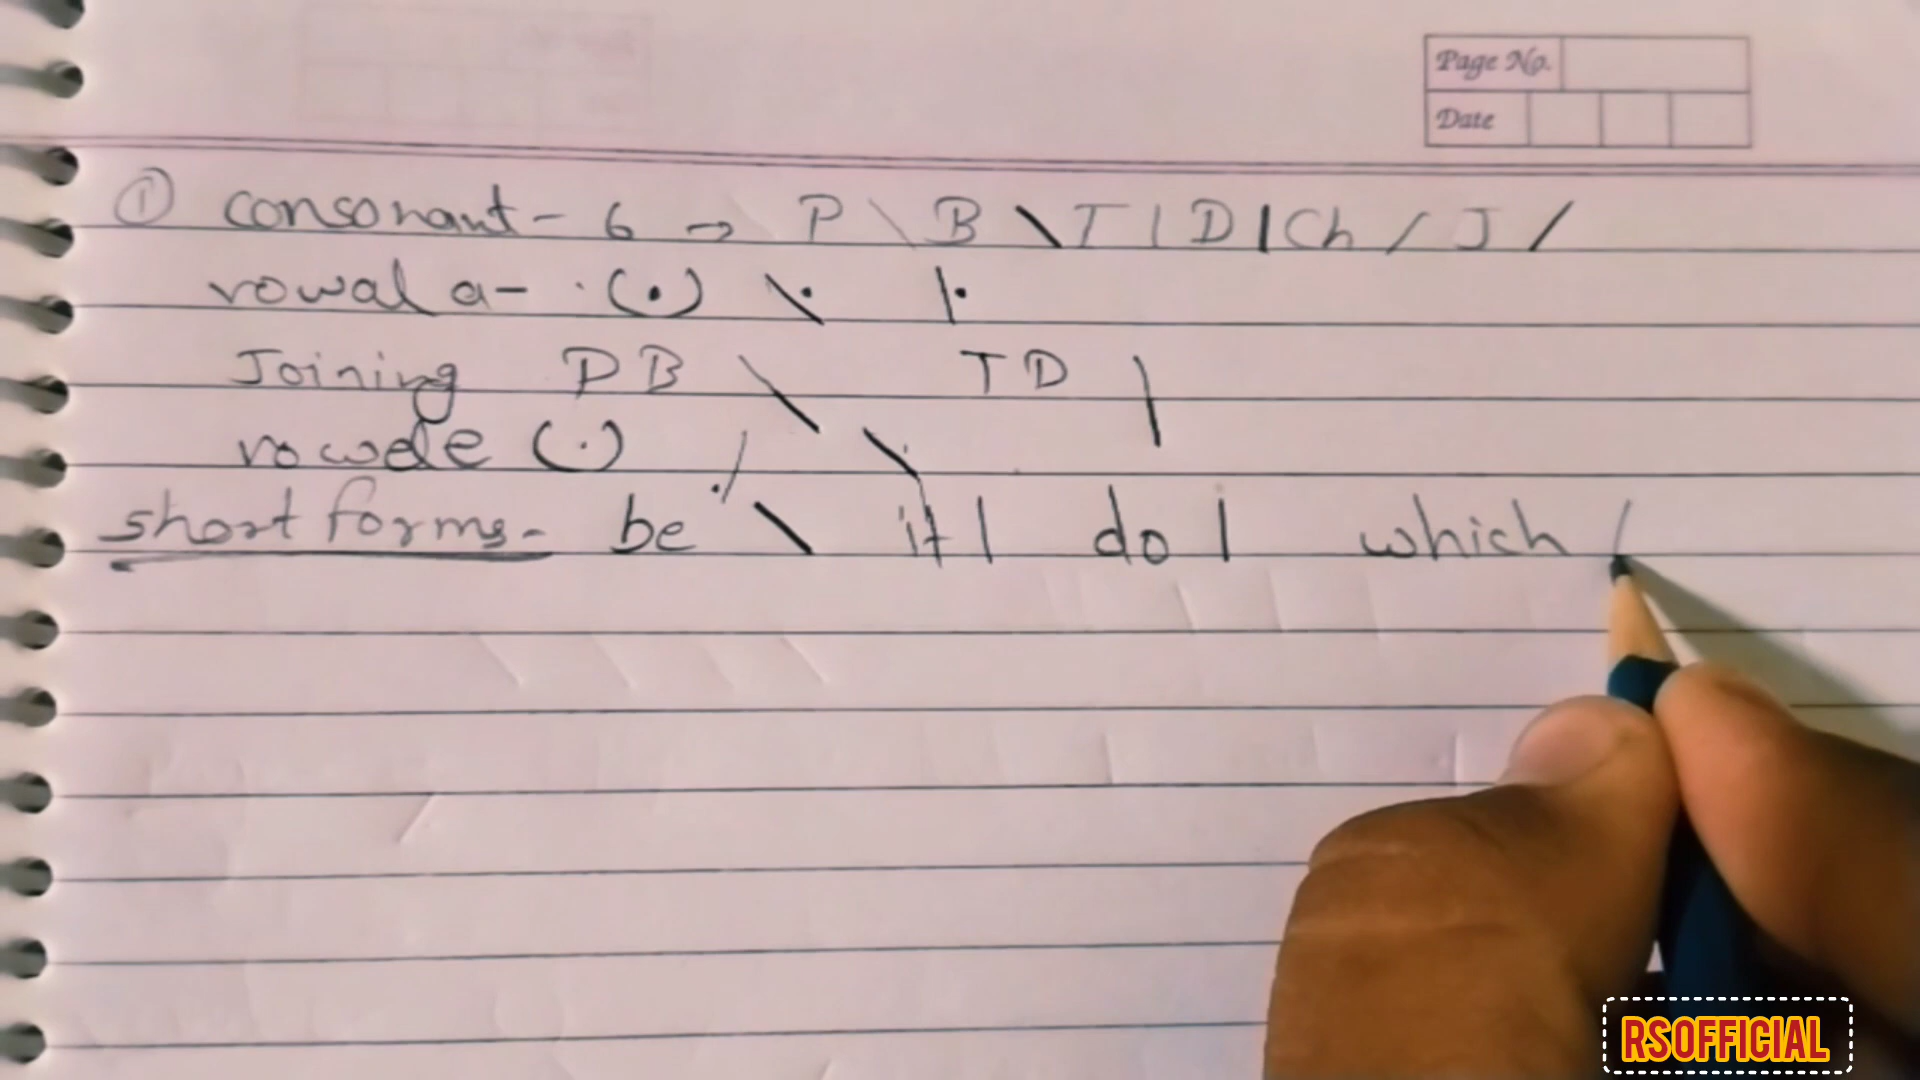 Page No.
Date
① consonant - 6 → P \ B \ T | D | Ch / J /
vowal a - (•) \• |•
Joining PB \ TD |
vowele (.) ./ \.
short forms - be \ it | do | which /
RSOFFICIAL